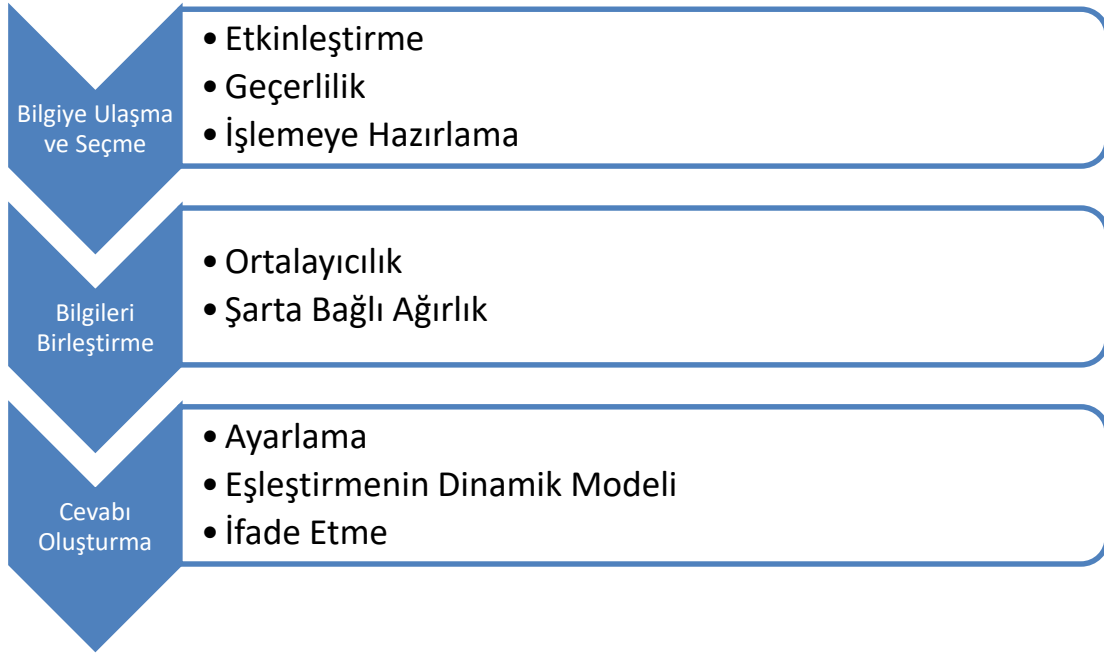 Bilgiye Ulaşma
ve Seçme
• Etkinleştirme
• Geçerlilik
• İşlemeye Hazırlama
Bilgileri
Birleştirme
• Ortalayıcılık
• Şarta Bağlı Ağırlık
Cevabı
Oluşturma
• Ayarlama
• Eşleştirmenin Dinamik Modeli
• İfade Etme